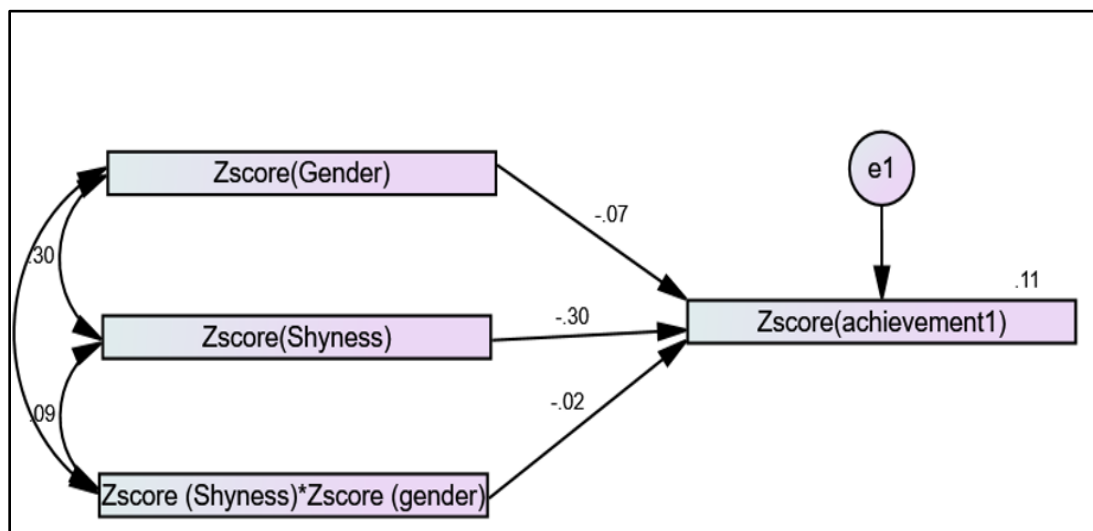 Zscore(Gender)
e1
-.07
.30
.11
Zscore(Shyness)
-.30
Zscore(achievement1)
.09
-.02
Zscore (Shyness)*Zscore (gender)